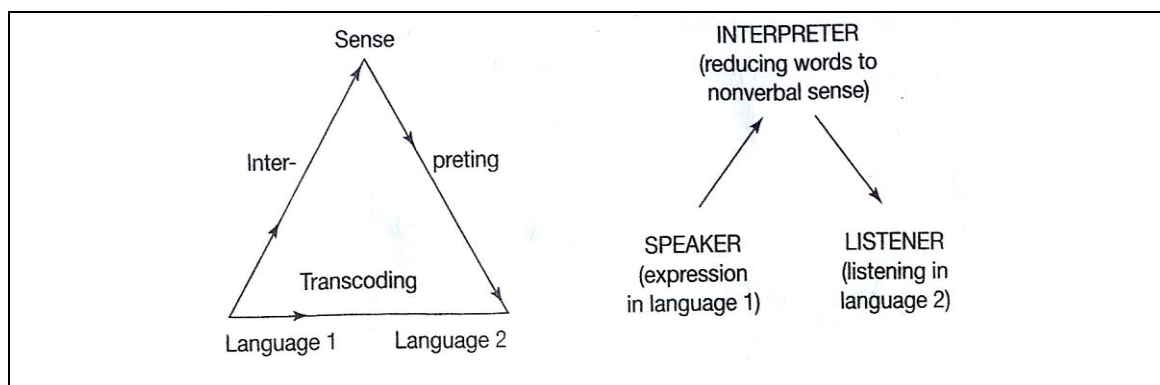 Sense
Inter-
preting
Transcoding
Language 1
Language 2
INTERPRETER
(reducing words to
nonverbal sense)
SPEAKER
(expression
in language 1)
LISTENER
(listening in
language 2)